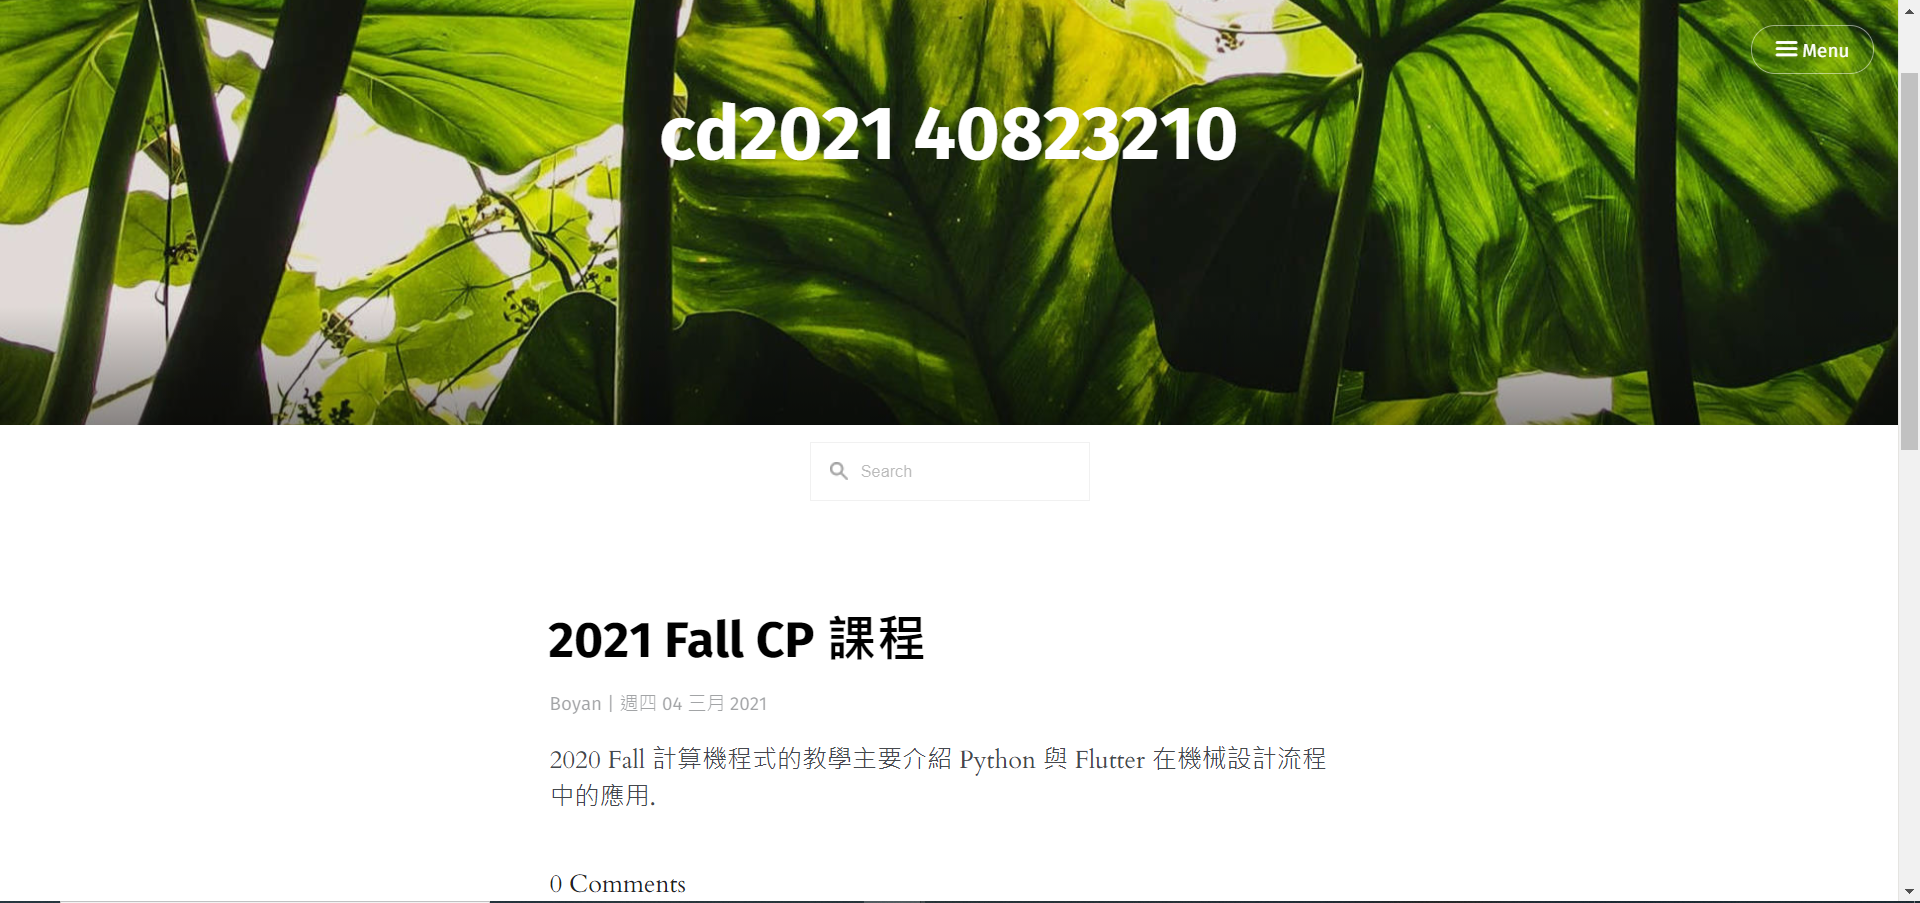 Menu
cd2021 40823210
Search
2021 Fall CP 課程
Boyan | 週四 04 三月 2021
2020 Fall 計算機程式的教學主要介紹 Python 與 Flutter 在機械設計流程
中的應用.
0 Comments